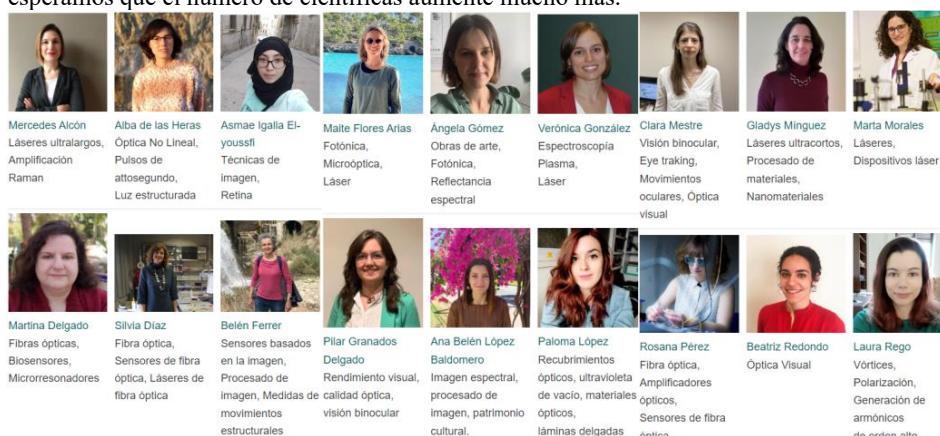 esperamos que el número de científicas aumente mucho más.
Mercedes Alcón
Láseres ultralargos,
Amplificación
Raman
Alba de las Heras
Óptica No Lineal,
Pulsos de
attosegundo,
Luz estructurada
Asmae Igalla El-
youssfi
Técnicas de
imagen,
Retina
Maite Flores Arias
Fotónica,
Microóptica,
Láser
Ángela Gómez
Obras de arte,
Fotónica,
Reflectancia
espectral
Verónica González
Espectroscopía
Plasma,
Láser
Clara Mestre
Visión binocular,
Eye traking,
Movimientos
oculares, Óptica
visual
Gladys Mínguez
Láseres ultracortos,
Procesado de
materiales,
Nanomateriales
Marta Morales
Láseres,
Dispositivos láser
Martina Delgado
Fibras ópticas,
Biosensores,
Microrresonadores
Silvia Díaz
Fibra óptica,
Sensores de fibra
óptica, Láseres de
fibra óptica
Belén Ferrer
Sensores basados
en la imagen,
Procesado de
imagen, Medidas de
movimientos
estructurales
Pilar Granados
Delgado
Rendimiento visual,
calidad óptica,
visión binocular
Ana Belén López
Baldomero
Imagen espectral,
procesado de
imagen, patrimonio
cultural.
Paloma López
Recubrimientos
ópticos, ultravioleta
de vacío, materiales
ópticos,
láminas delgadas
Rosana Pérez
Fibra óptica,
Amplificadores
ópticos,
Sensores de fibra
óptica
Beatriz Redondo
Óptica Visual
Laura Rego
Vórtices,
Polarización,
Generación de
armónicos
de orden alto